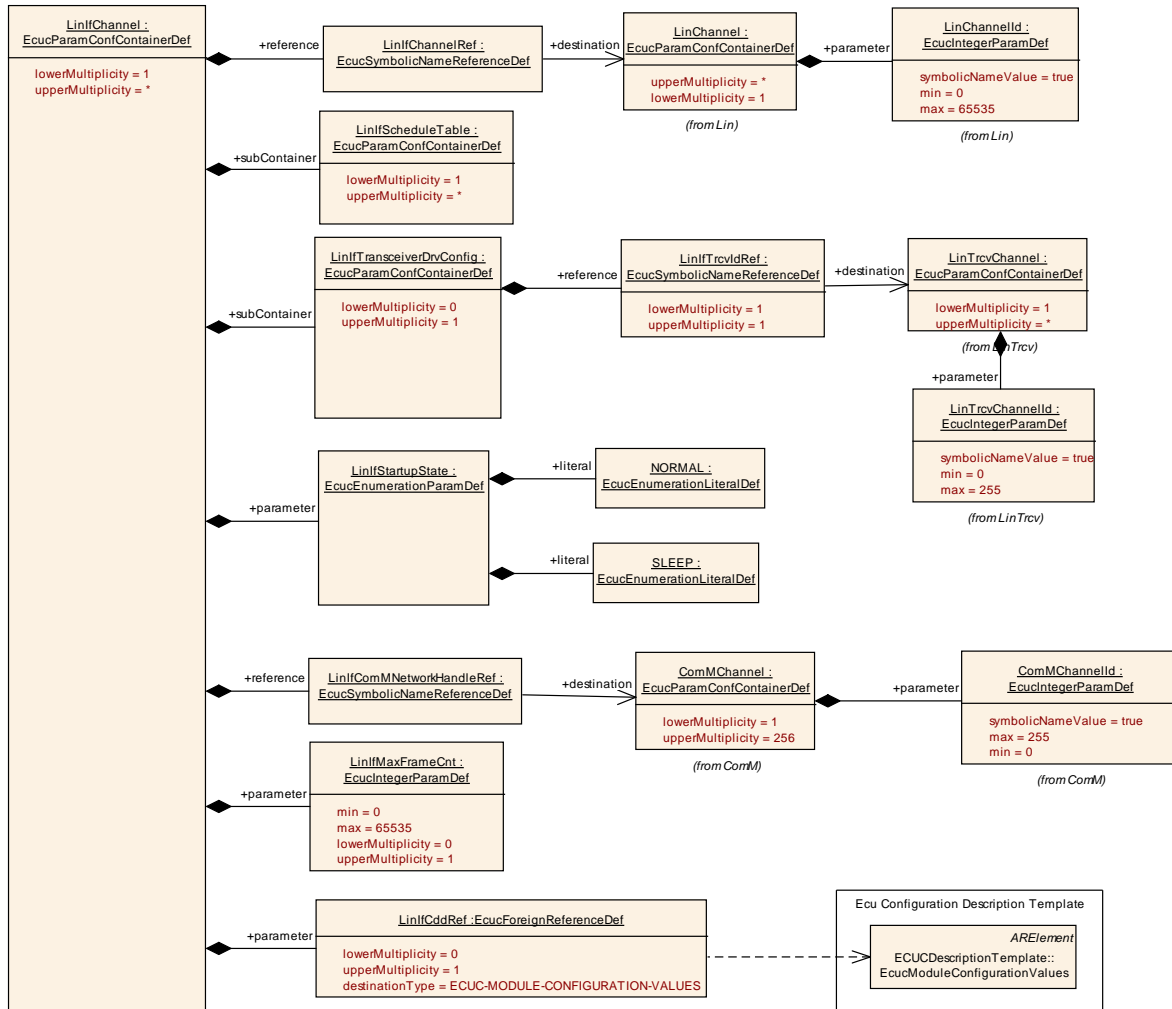 LinIfChannel :
EcucParamConfContainerDef
lowerMultiplicity = 1
upperMultiplicity = *
+reference
LinIfChannelRef :
EcucSymbolicNameReferenceDef
+destination
LinChannel :
EcucParamConfContainerDef
upperMultiplicity = *
lowerMultiplicity = 1
(from Lin)
+parameter
LinChannelId :
EcucIntegerParamDef
symbolicNameValue = true
min = 0
max = 65535
(from Lin)
+subContainer
LinIfScheduleTable :
EcucParamConfContainerDef
lowerMultiplicity = 1
upperMultiplicity = *
+subContainer
LinIfTransceiverDrvConfig :
EcucParamConfContainerDef
lowerMultiplicity = 0
upperMultiplicity = 1
+reference
LinIfTrcvIdRef :
EcucSymbolicNameReferenceDef
lowerMultiplicity = 1
upperMultiplicity = 1
+destination
LinTrcvChannel :
EcucParamConfContainerDef
lowerMultiplicity = 1
upperMultiplicity = *
(from LinTrcv)
+parameter
LinTrcvChannelId :
EcucIntegerParamDef
symbolicNameValue = true
min = 0
max = 255
(from LinTrcv)
+parameter
LinIfStartupState :
EcucEnumerationParamDef
+literal
NORMAL :
EcucEnumerationLiteralDef
+literal
SLEEP :
EcucEnumerationLiteralDef
+reference
LinIfComMNetworkHandleRef :
EcucSymbolicNameReferenceDef
+destination
ComMChannel :
EcucParamConfContainerDef
lowerMultiplicity = 1
upperMultiplicity = 256
(from ComM)
+parameter
ComMChannelId :
EcucIntegerParamDef
symbolicNameValue = true
max = 255
min = 0
(from ComM)
+parameter
LinIfMaxFrameCnt :
EcucIntegerParamDef
min = 0
max = 65535
lowerMultiplicity = 0
upperMultiplicity = 1
+parameter
LinIfCddRef :EcucForeignReferenceDef
lowerMultiplicity = 0
upperMultiplicity = 1
destinationType = ECUC-MODULE-CONFIGURATION-VALUES
Ecu Configuration Description Template
ARElement
ECUCDescriptionTemplate::
EcucModuleConfigurationValues